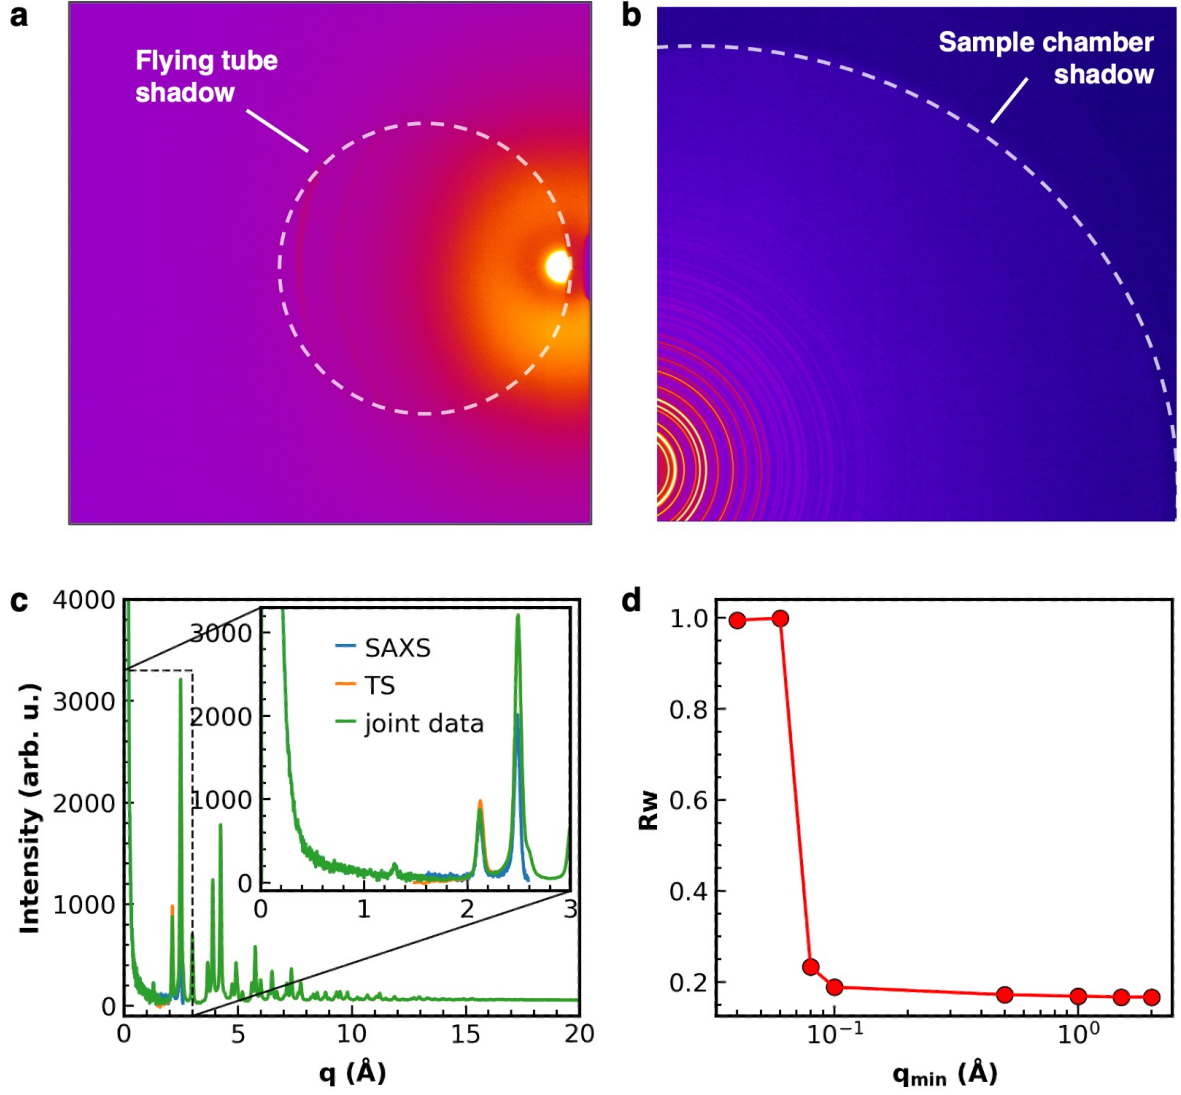 a
Flying tube
shadow
b
Sample chamber
shadow
c
4000
3000
2000
1000
0
0
5
10
15
20
Intensity (arb. u.)
q (Å)
3000
2000
1000
0
0
1
2
3
SAXS
TS
joint data
d
1.0
0.8
0.6
0.4
0.2
Rw
10⁻¹
10⁰
qmin (Å)